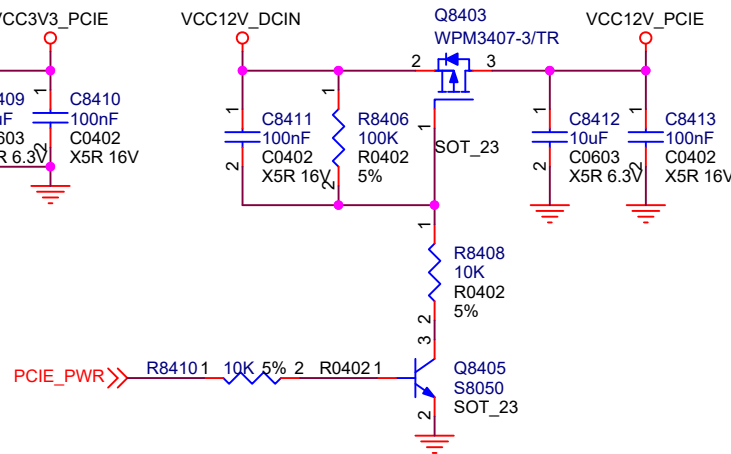 VCC3V3_PCIE
VCC12V_DCIN
Q8403
WPM3407-3/TR
VCC12V_PCIE
2
3
409
1
C8410
100nF
C0402
X5R 16V
603
R 6.3V
2
1
C8411
100nF
C0402
X5R 16V
2
1
R8406
100K
R0402
5%
2
1
SOT_23
1
C8412
10uF
C0603
X5R 6.3V
2
1
C8413
100nF
C0402
X5R 16V
2
1
R8408
10K
R0402
5%
2
3
PCIE_PWR
R8410 1 10K 5% 2 R0402 1
Q8405
S8050
SOT_23
2